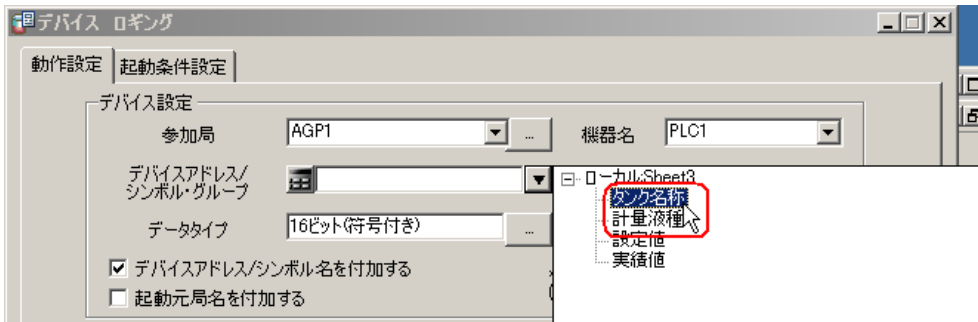 デバイス ロギング
動作設定 起動条件設定
デバイス設定
参加局 AGP1 ... 機器名 PLC1
デバイスアドレス/
シンボル・グループ
データタイプ 16ビット(符号付き) ...
デバイスアドレス/シンボル名を付加する
起動元局名を付加する
ローカル:Sheet3
タンク名称
計量液種
設定値
実績値